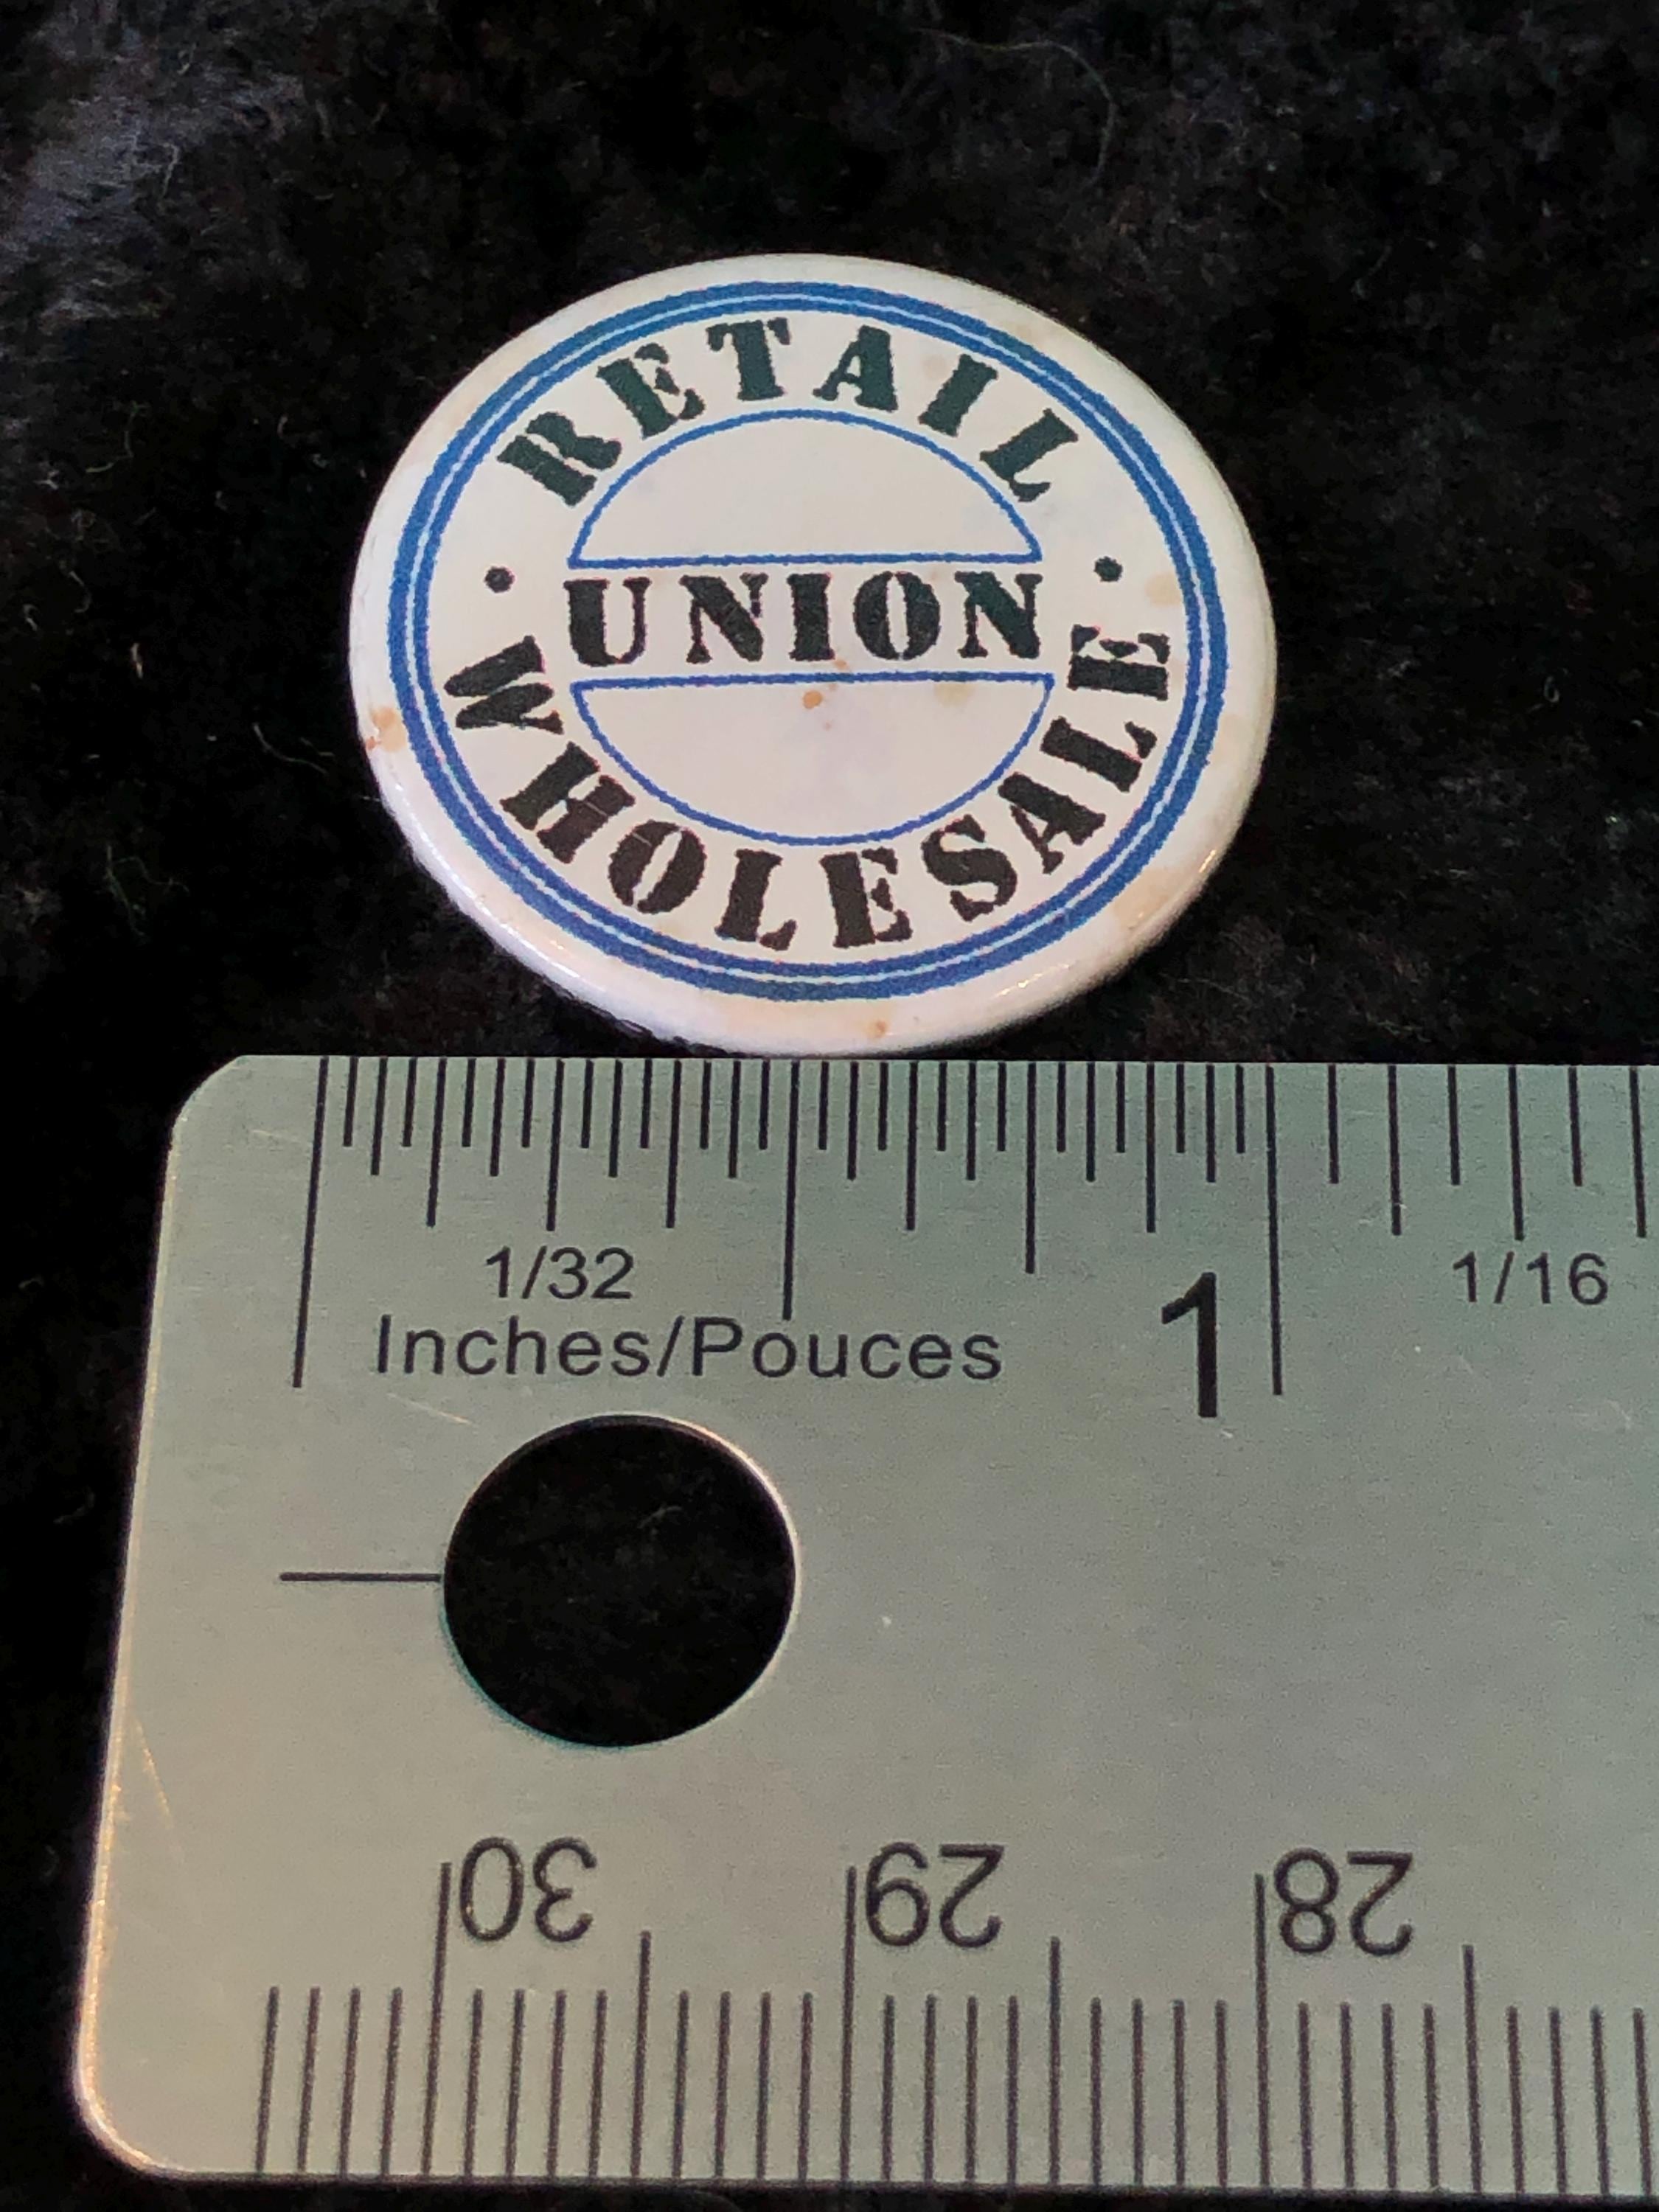 RETAIL
UNION
WHOLESALE
1/32
1/16
Inches/Pouces
1
30
29
28